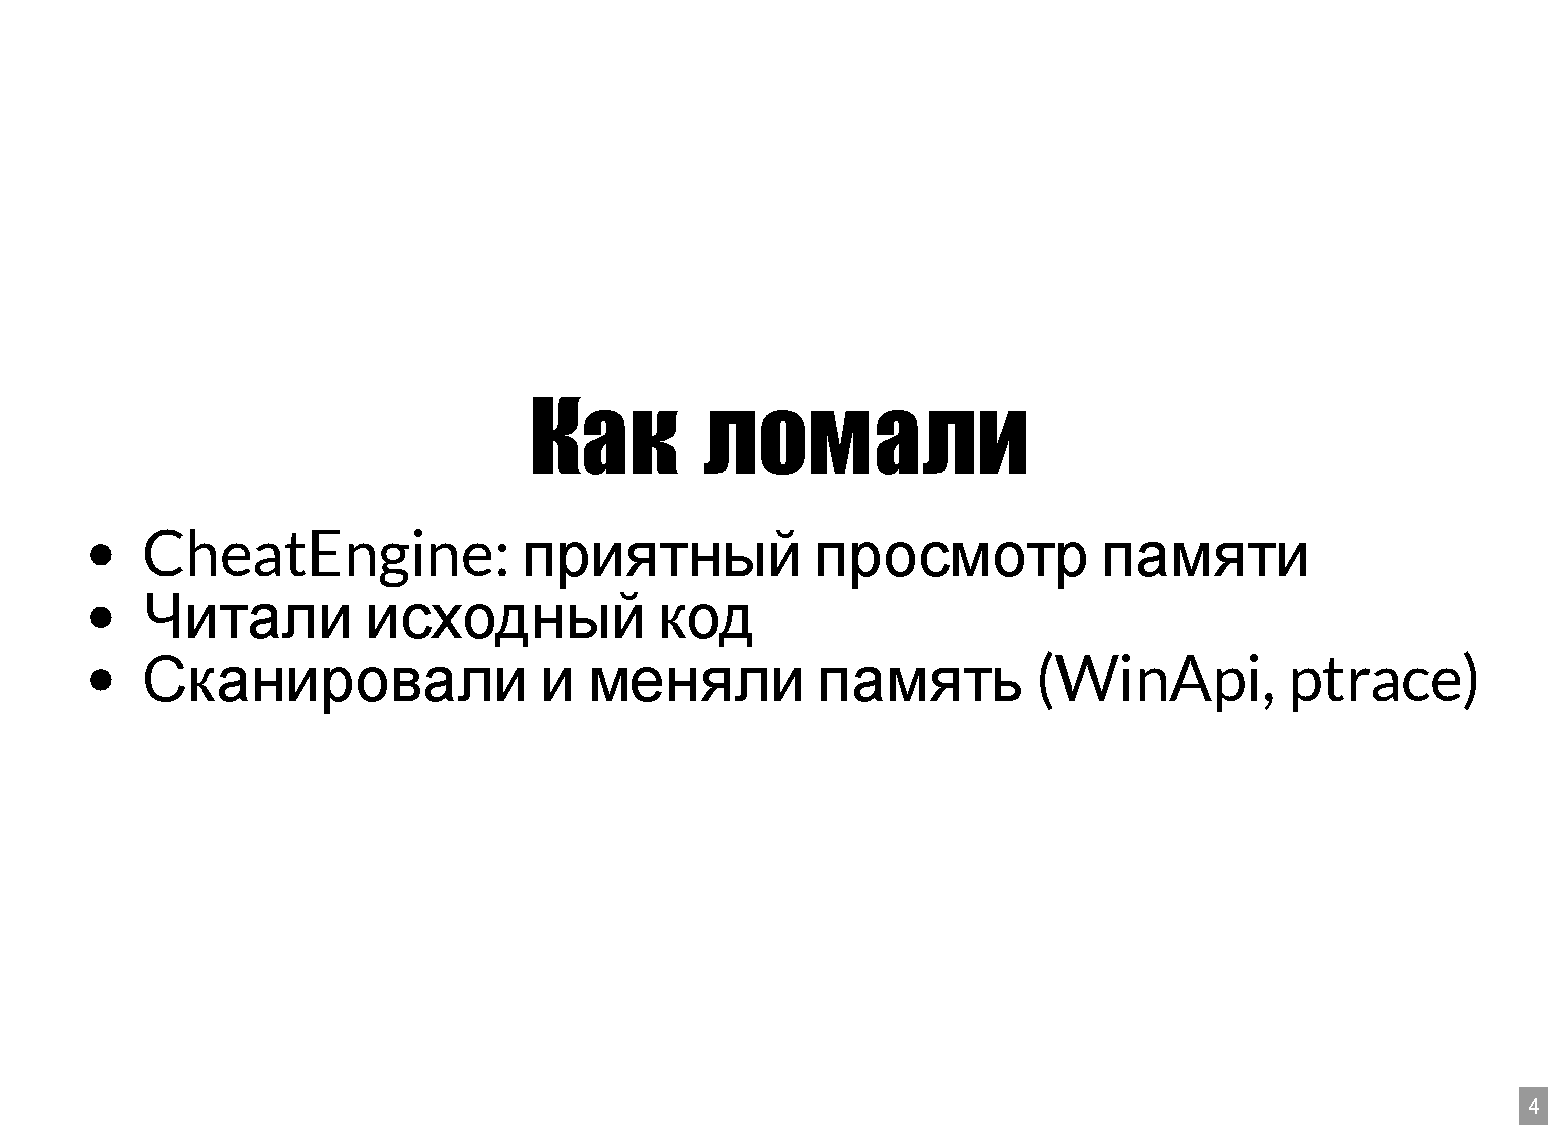 Как ломали
• CheatEngine: приятный просмотр памяти
• Читали исходный код
• Сканировали и меняли память (WinApi, ptrace)
4